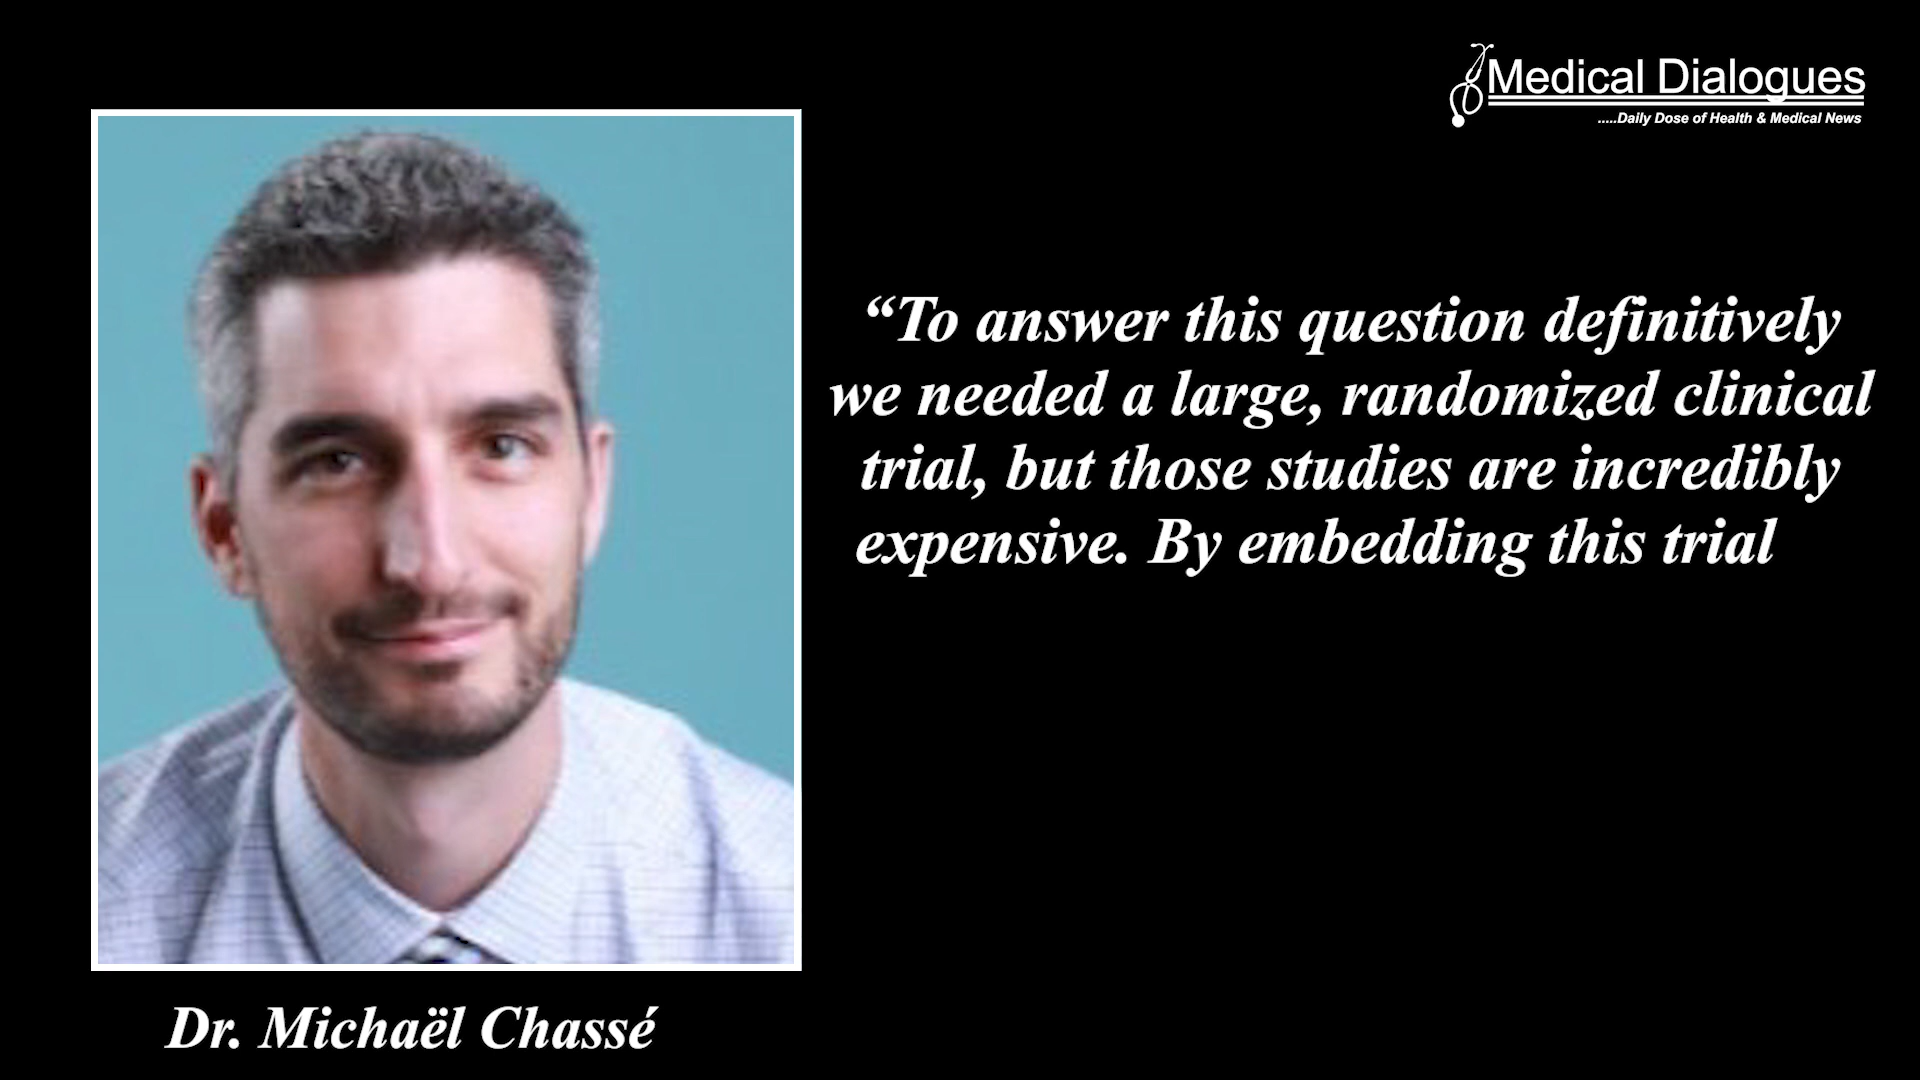 Medical Dialogues
.....Daily Dose of Health & Medical News
“To answer this question definitively
we needed a large, randomized clinical
trial, but those studies are incredibly
expensive. By embedding this trial
Dr. Michaël Chassé